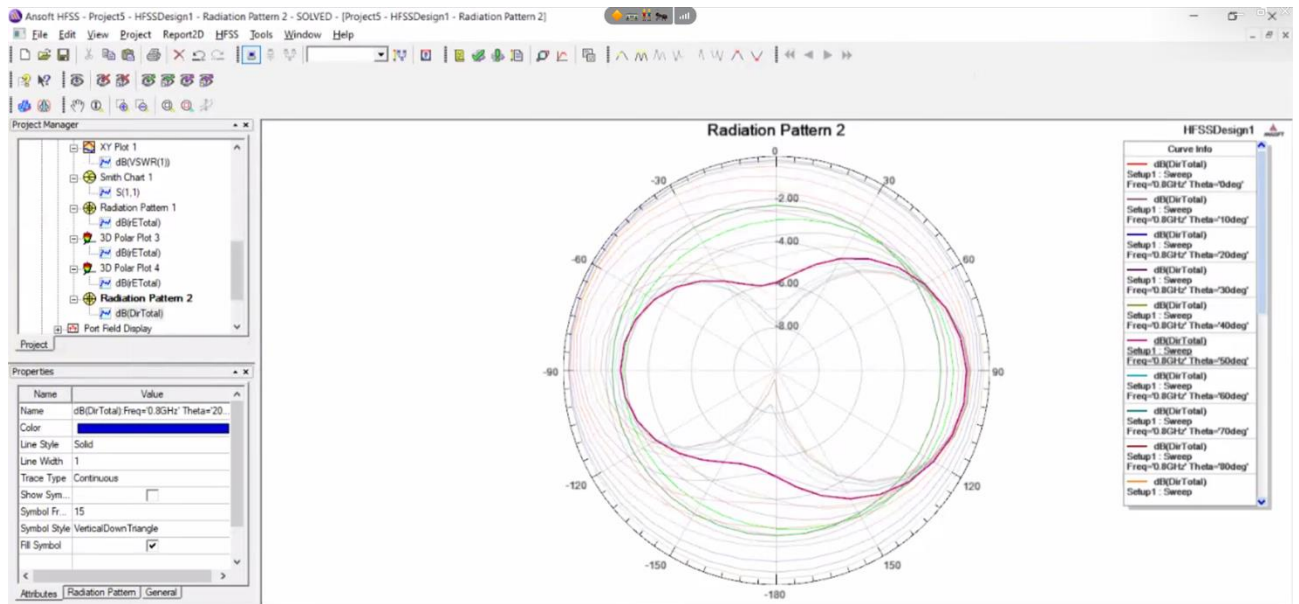 Ansoft HFSS - Project5 - HFSSDesign1 - Radiation Pattern 2 - SOLVED - [Project5 - HFSSDesign1 - Radiation Pattern 2]
File Edit View Project Report2D HFSS Tools Window Help
Project Manager
XY Plot 1
dB(VSWR(1))
Smith Chart 1
S(1,1)
Radiation Pattern 1
dB(rETotal)
3D Polar Plot 3
dB(rETotal)
3D Polar Plot 4
dB(rETotal)
Radiation Pattern 2
dB(DirTotal)
Port Field Display
Project
Properties
Name Value
Name dB(DirTotal):Freq='0.8GHz' Theta='20...
Color
Line Style Solid
Line Width 1
Trace Type Continuous
Show Sym...
Symbol Fr... 15
Symbol Style VerticalDownTriangle
Fill Symbol
Attributes Radiation Pattern General
Radiation Pattern 2
HFSSDesign1
0
30
60
90
120
150
-180
-150
-120
-90
-60
-30
-2.00
-4.00
-6.00
-8.00
Curve Info
dB(DirTotal)
Setup1 : Sweep
Freq='0.8GHz' Theta='0deg'
dB(DirTotal)
Setup1 : Sweep
Freq='0.8GHz' Theta='10deg'
dB(DirTotal)
Setup1 : Sweep
Freq='0.8GHz' Theta='20deg'
dB(DirTotal)
Setup1 : Sweep
Freq='0.8GHz' Theta='30deg'
dB(DirTotal)
Setup1 : Sweep
Freq='0.8GHz' Theta='40deg'
dB(DirTotal)
Setup1 : Sweep
Freq='0.8GHz' Theta='50deg'
dB(DirTotal)
Setup1 : Sweep
Freq='0.8GHz' Theta='60deg'
dB(DirTotal)
Setup1 : Sweep
Freq='0.8GHz' Theta='70deg'
dB(DirTotal)
Setup1 : Sweep
Freq='0.8GHz' Theta='80deg'
dB(DirTotal)
Setup1 : Sweep